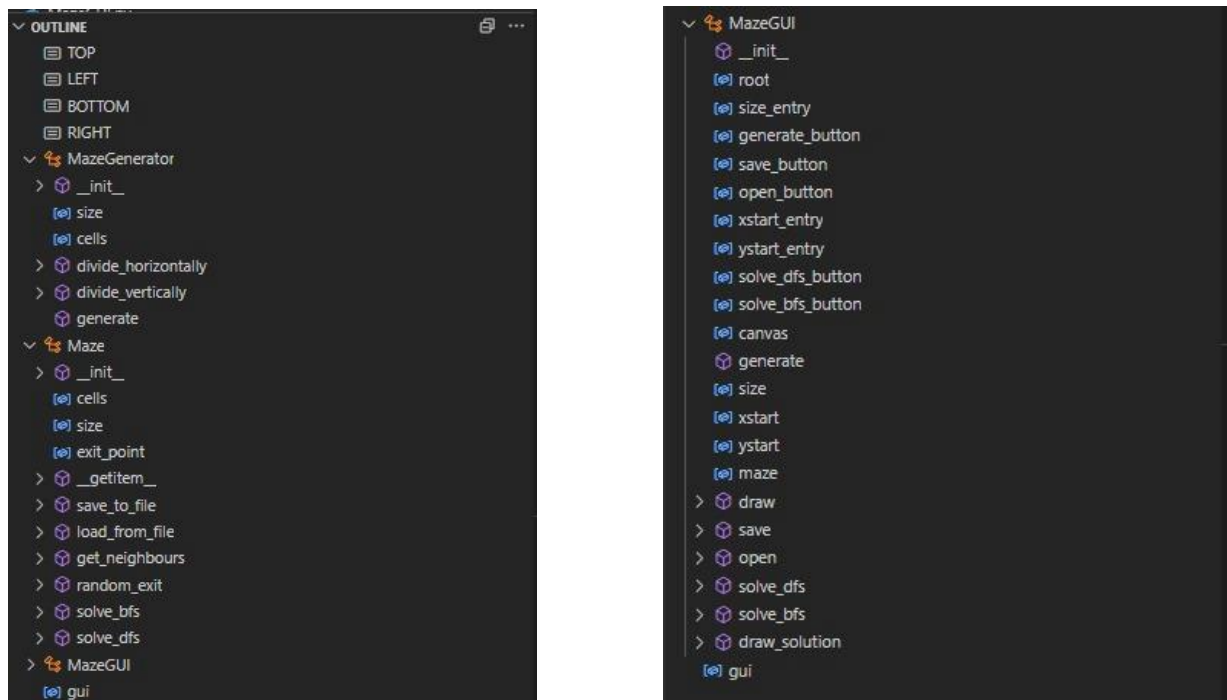 OUTLINE
TOP
LEFT
BOTTOM
RIGHT
MazeGenerator
__init__
size
cells
divide_horizontally
divide_vertically
generate
Maze
__init__
cells
size
exit_point
__getitem__
save_to_file
load_from_file
get_neighbours
random_exit
solve_bfs
solve_dfs
MazeGUI
gui
MazeGUI
__init__
root
size_entry
generate_button
save_button
open_button
xstart_entry
ystart_entry
solve_dfs_button
solve_bfs_button
canvas
generate
size
xstart
ystart
maze
draw
save
open
solve_dfs
solve_bfs
draw_solution
gui